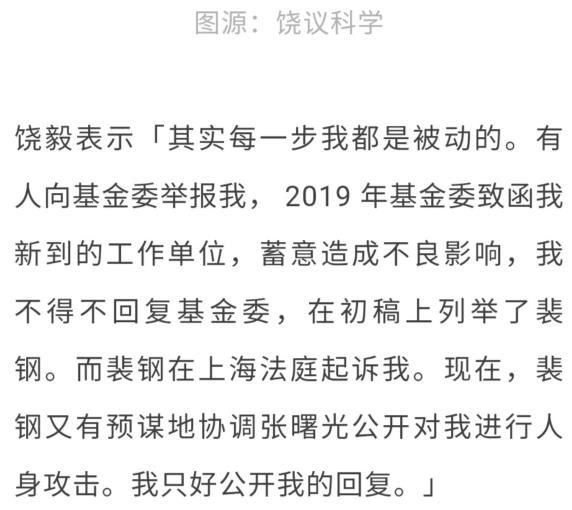 图源：饶议科学
饶毅表示「其实每一步我都是被动的。有
人向基金委举报我， 2019 年基金委致函我
新到的工作单位，蓄意造成不良影响，我
不得不回复基金委，在初稿上列举了裴
钢。而裴钢在上海法庭起诉我。现在，裴
钢又有预谋地协调张曙光公开对我进行人
身攻击。我只好公开我的回复。」